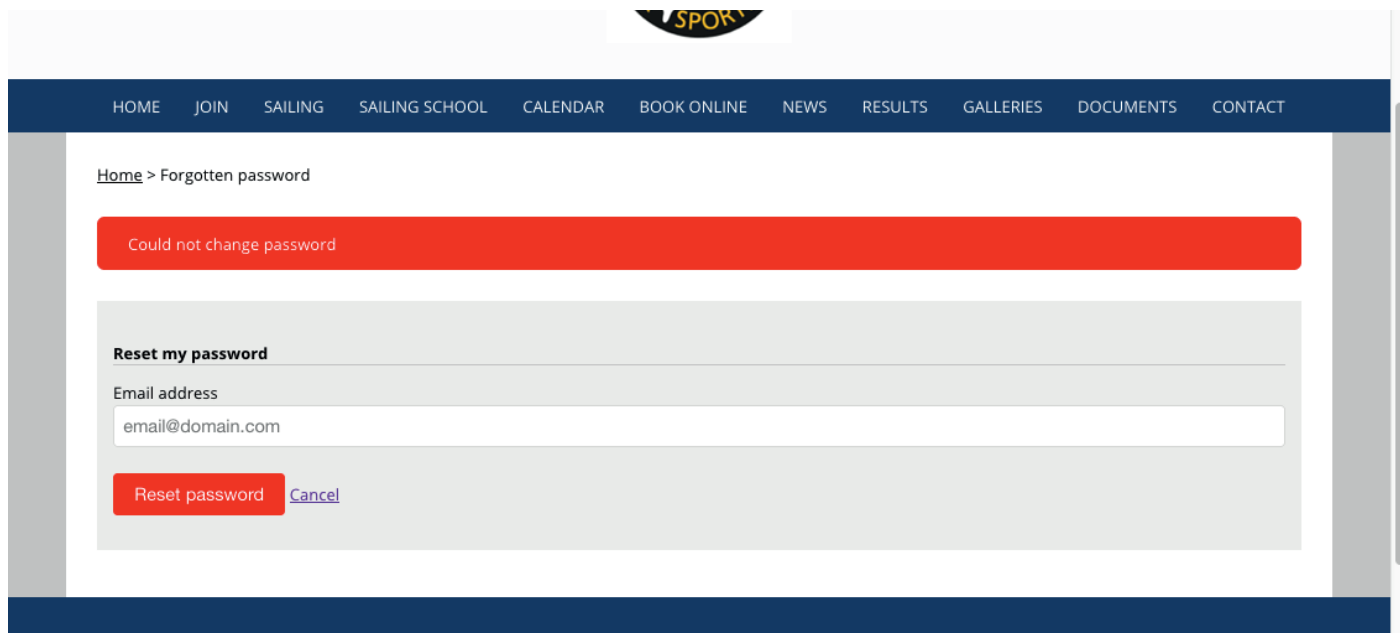 SPORT
HOME JOIN SAILING SAILING SCHOOL CALENDAR BOOK ONLINE NEWS RESULTS GALLERIES DOCUMENTS CONTACT
Home > Forgotten password
Could not change password
Reset my password
Email address
email@domain.com
Reset password Cancel